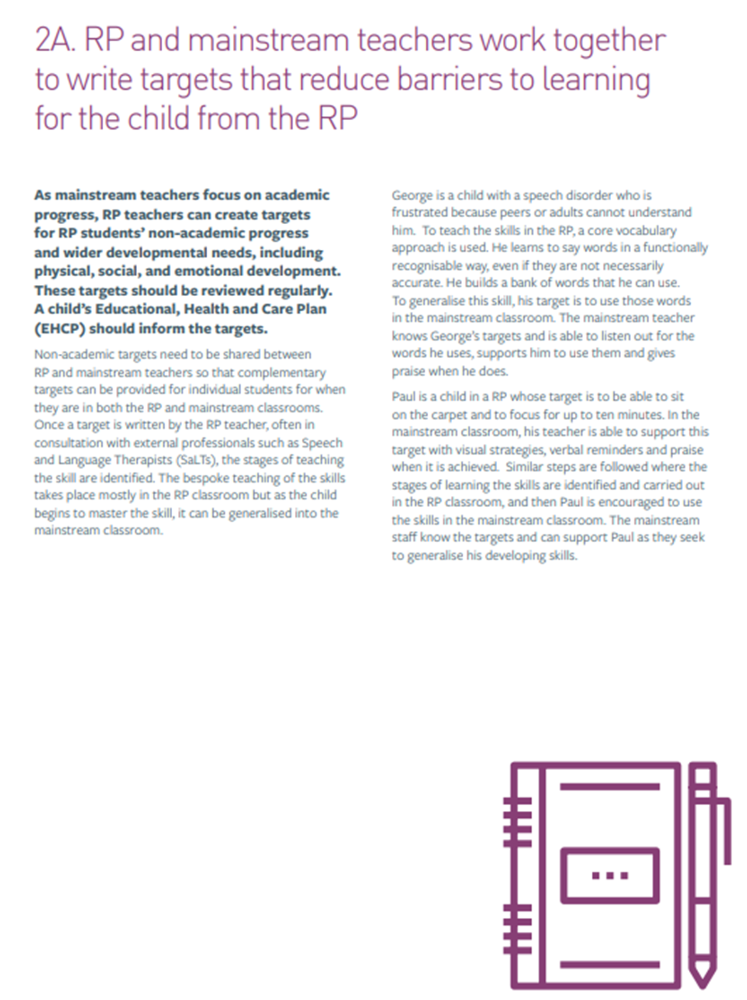 2A. RP and mainstream teachers work together
to write targets that reduce barriers to learning
for the child from the RP
As mainstream teachers focus on academic
progress, RP teachers can create targets
for RP students’ non-academic progress
and wider developmental needs, including
physical, social, and emotional development.
These targets should be reviewed regularly.
A child’s Educational, Health and Care Plan
(EHCP) should inform the targets.
Non-academic targets need to be shared between
RP and mainstream teachers so that complementary
targets can be provided for individual students for when
they are in both the RP and mainstream classrooms.
Once a target is written by the RP teacher, often in
consultation with external professionals such as Speech
and Language Therapists (SaLTs), the stages of teaching
the skill are identified. The bespoke teaching of the skills
takes place mostly in the RP classroom but as the child
begins to master the skill, it can be generalised into the
mainstream classroom.
George is a child with a speech disorder who is
frustrated because peers or adults cannot understand
him.  To teach the skills in the RP, a core vocabulary
approach is used. He learns to say words in a functionally
recognisable way, even if they are not necessarily
accurate. He builds a bank of words that he can use.
To generalise this skill, his target is to use those words
in the mainstream classroom. The mainstream teacher
knows George’s targets and is able to listen out for the
words he uses, supports him to use them and gives
praise when he does.
Paul is a child in a RP whose target is to be able to sit
on the carpet and to focus for up to ten minutes. In the
mainstream classroom, his teacher is able to support this
target with visual strategies, verbal reminders and praise
when it is achieved.  Similar steps are followed where the
stages of learning the skills are identified and carried out
in the RP classroom, and then Paul is encouraged to use
the skills in the mainstream classroom. The mainstream
staff know the targets and can support Paul as they seek
to generalise his developing skills.